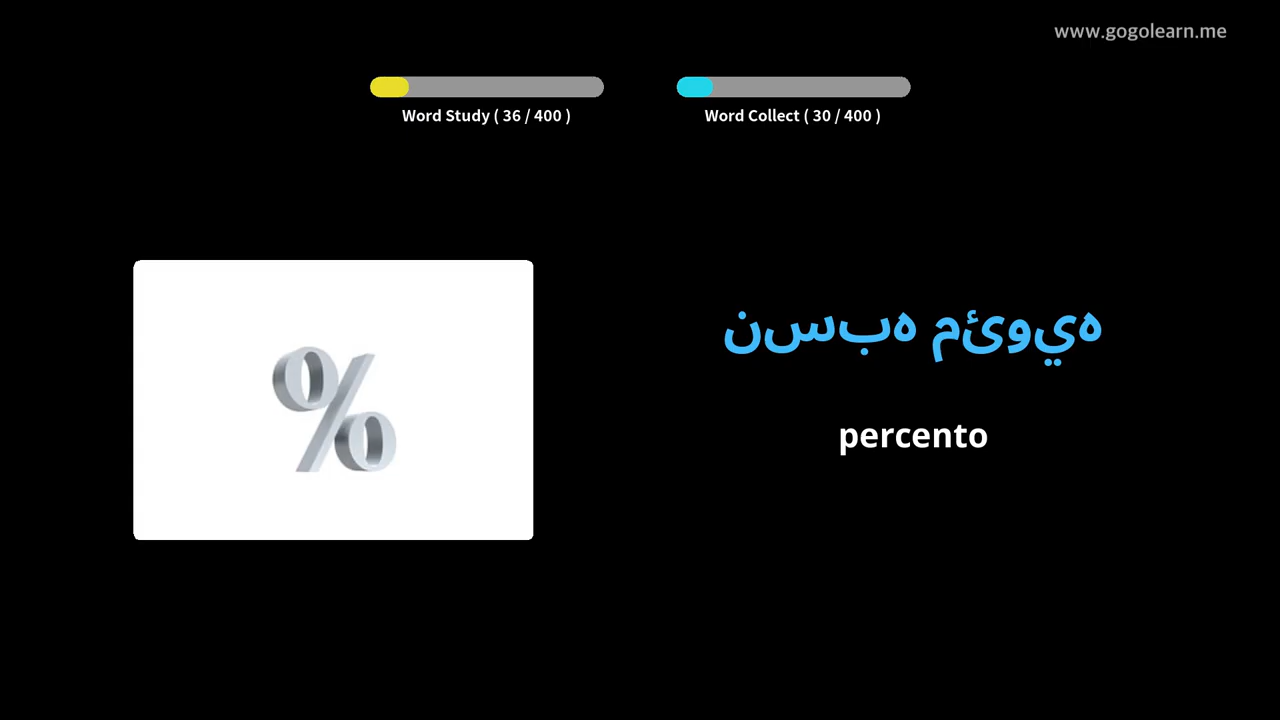 www.gogolearn.me
Word Study ( 36 / 400 )
Word Collect ( 30 / 400 )
%
نسبه مئويه
percento